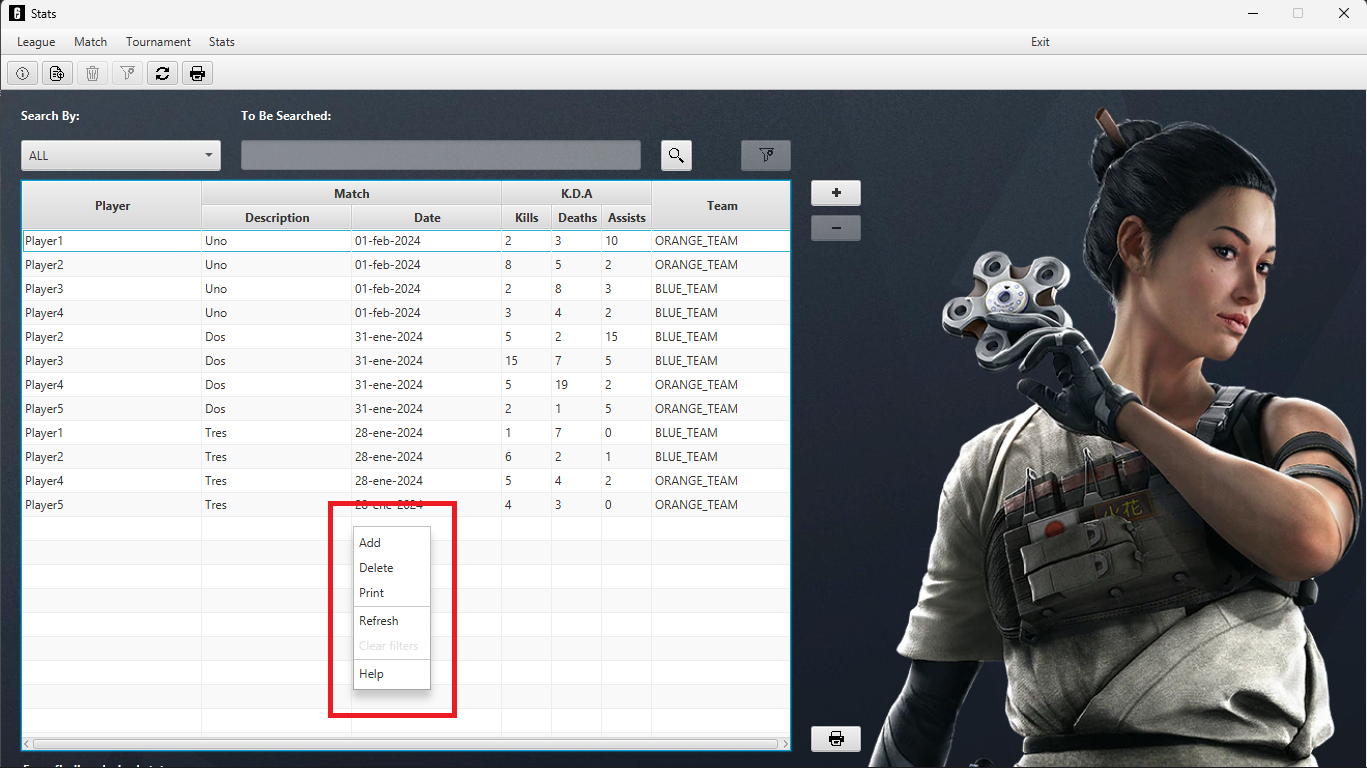 Stats
League Match Tournament Stats Exit
Search By: To Be Searched:
ALL
Player Match K.D.A Team
Description Date Kills Deaths Assists
Player1 Uno 01-feb-2024 2 3 10 ORANGE_TEAM
Player2 Uno 01-feb-2024 8 5 2 ORANGE_TEAM
Player3 Uno 01-feb-2024 2 8 3 BLUE_TEAM
Player4 Uno 01-feb-2024 3 4 2 BLUE_TEAM
Player2 Dos 31-ene-2024 5 2 15 BLUE_TEAM
Player3 Dos 31-ene-2024 15 7 5 BLUE_TEAM
Player4 Dos 31-ene-2024 5 19 2 ORANGE_TEAM
Player5 Dos 31-ene-2024 2 1 5 ORANGE_TEAM
Player1 Tres 28-ene-2024 1 7 0 BLUE_TEAM
Player2 Tres 28-ene-2024 6 2 1 BLUE_TEAM
Player4 Tres 28-ene-2024 5 4 2 ORANGE_TEAM
Player5 Tres 28-ene-2024 4 3 0 ORANGE_TEAM
Add
Delete
Print
Refresh
Clear filters
Help
火花